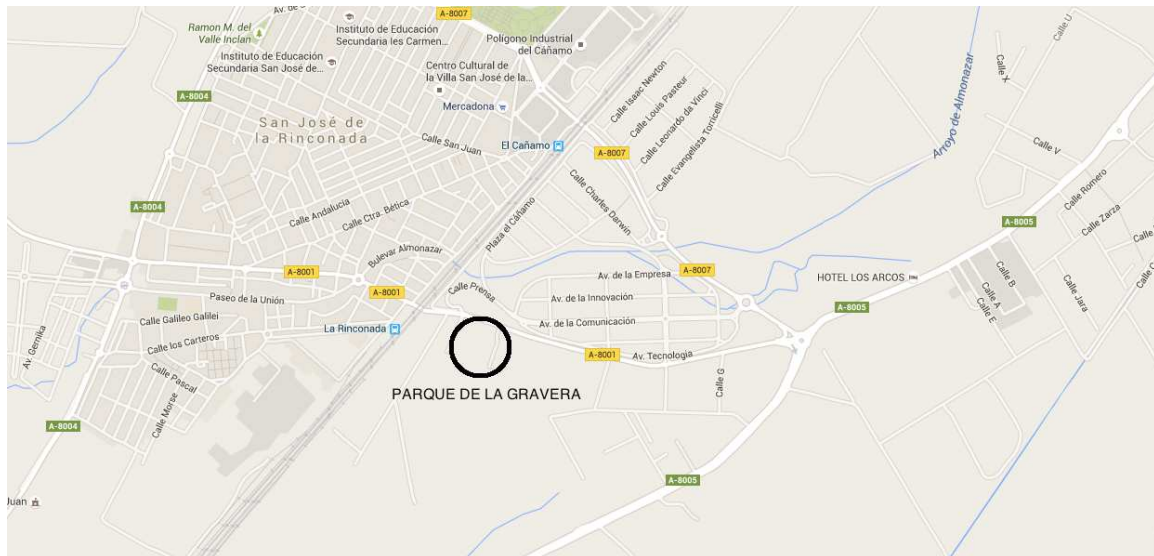 A-8007
Av. de
Ramon M. del
Valle Inclan
Instituto de Educación
Secundaria Ies Carmen...
Instituto de Educación
Secundaria San José de...
Polígono Industrial
del Cáñamo
Centro Cultural de
la Villa San José de la...
Mercadona
A-8004
San José de
la Rinconada
Calle San Juan
El Cañamo
A-8007
Calle Isaac Newton
Calle Louis Pasteur
Calle Leonardo da Vinci
Calle Evangelista Torricelli
Arroyo de Almonazar
Calle U
Calle X
Calle V
Calle Romero
Calle Zarza
Calle Jara
Calle C
A-8004
Calle Andalucía
Calle Ctra. Bética
Bulevar Almonazar
Plaza el Cáñamo
Calle Charles Darwin
A-8005
A-8001
A-8001
Calle Prensa
Av. de la Empresa
A-8007
HOTEL LOS ARCOS
Calle B
Calle A
Calle E
Paseo de la Unión
Calle Galileo Galilei
Calle los Carteros
La Rinconada
Av. de la Innovación
Av. de la Comunicación
A-8005
A-8001
Av. Tecnologia
Av. Gernika
Calle Pascal
Calle Morse
PARQUE DE LA GRAVERA
Calle G
A-8004
A-8005
Juan